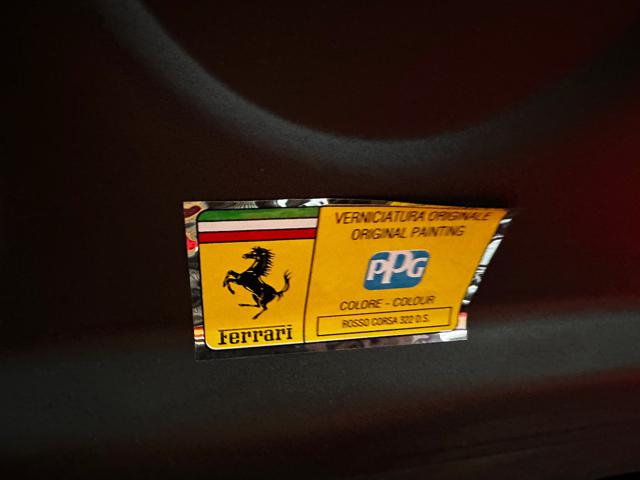 VERNICIATURA ORIGINALE
ORIGINAL PAINTING
PPG
COLORE - COLOUR
ROSSO CORSA 322 D.S.
Ferrari